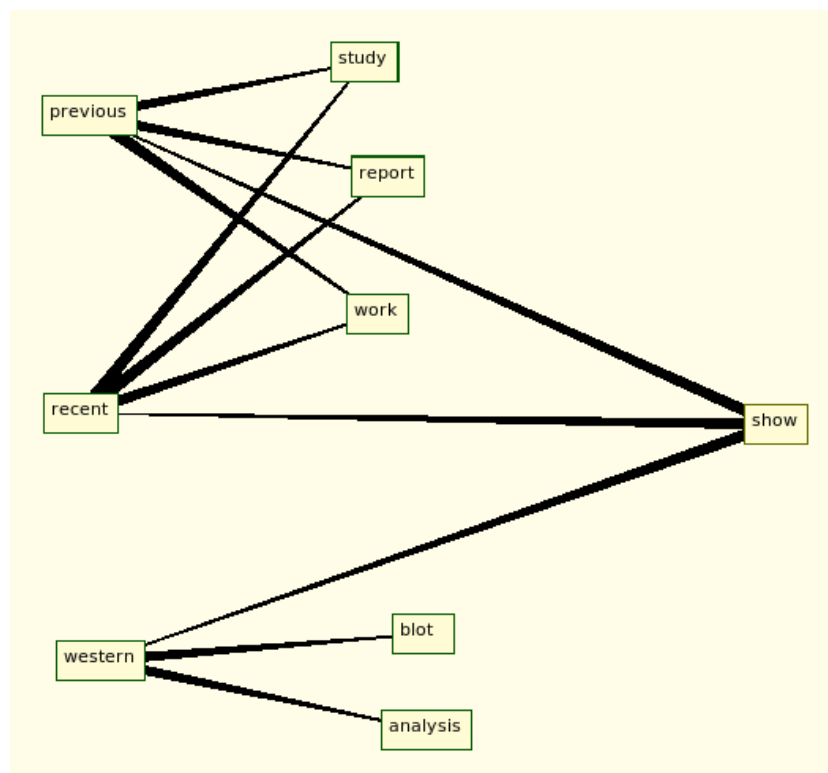 study
previous
report
work
recent
show
blot
western
analysis